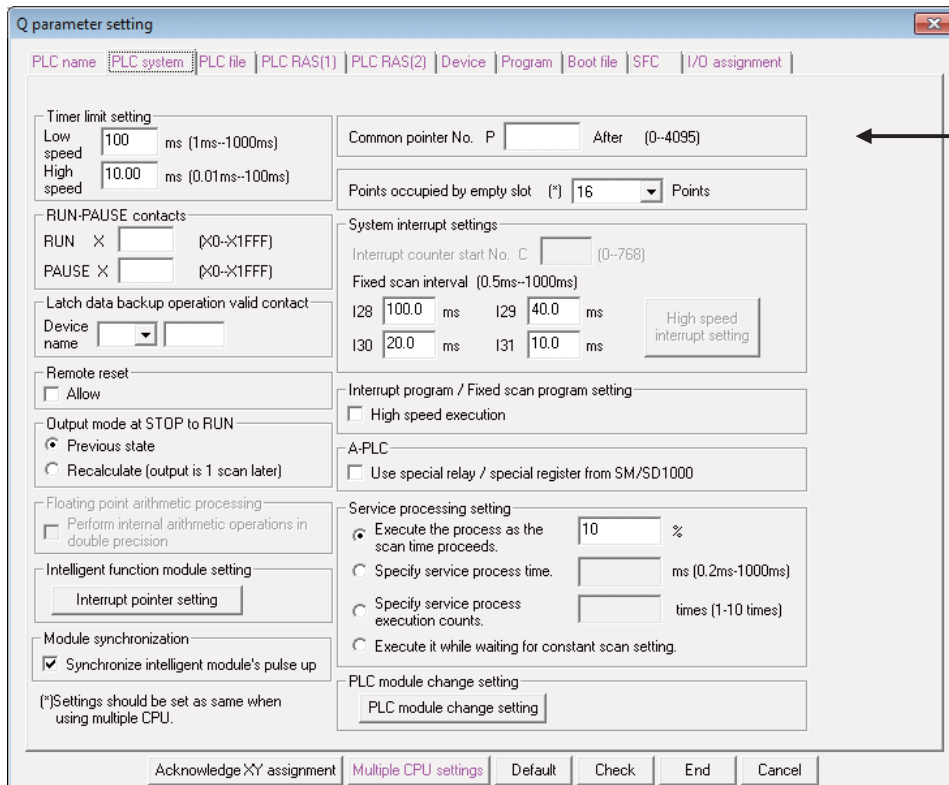 Q parameter setting
PLC name PLC system PLC file PLC RAS(1) PLC RAS(2) Device Program Boot file SFC I/O assignment
Timer limit setting
Low speed 100 ms (1ms--1000ms)
High speed 10.00 ms (0.01ms--100ms)
RUN-PAUSE contacts
RUN X (X0--X1FFF)
PAUSE X (X0--X1FFF)
Latch data backup operation valid contact
Device name
Remote reset
Allow
Output mode at STOP to RUN
Previous state
Recalculate (output is 1 scan later)
Floating point arithmetic processing
Perform internal arithmetic operations in
double precision
Intelligent function module setting
Interrupt pointer setting
Module synchronization
Synchronize intelligent module's pulse up
(*)Settings should be set as same when
using multiple CPU.
Common pointer No. P After (0--4095)
Points occupied by empty slot (*) 16 Points
System interrupt settings
Interrupt counter start No. C (0--768)
Fixed scan interval (0.5ms--1000ms)
I28 100.0 ms I29 40.0 ms
I30 20.0 ms I31 10.0 ms
High speed
interrupt setting
Interrupt program / Fixed scan program setting
High speed execution
A-PLC
Use special relay / special register from SM/SD1000
Service processing setting
Execute the process as the
scan time proceeds.
10 %
Specify service process time. ms (0.2ms-1000ms)
Specify service process
execution counts.
times (1-10 times)
Execute it while waiting for constant scan setting.
PLC module change setting
PLC module change setting
Acknowledge XY assignment Multiple CPU settings Default Check End Cancel